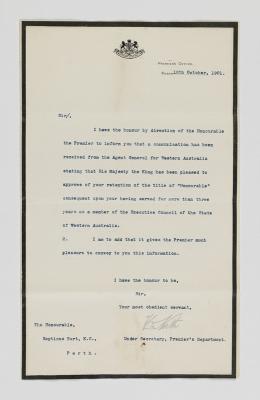 PREMIER'S OFFICE,
PERTH 18th October, 1901.
Sir/.
I have the honour by direction of the Honourable
the Premier to inform you that a communication has been
received from the Agent General for Western Australia
stating that His Majesty the King has been pleased to
approve of your retention of the title of "Honourable"
consequent upon your having served for more than three
years as a member of the Executive Council of the State
of Western Australia.
2. I am to add that it gives the Premier much
pleasure to convey to you this information.
I have the honour to be,
Sir,
Your most obedient servant,
Under Secretary, Premier's Department.
The Honourable,
Septimus Burt, K.C.,
Perth.